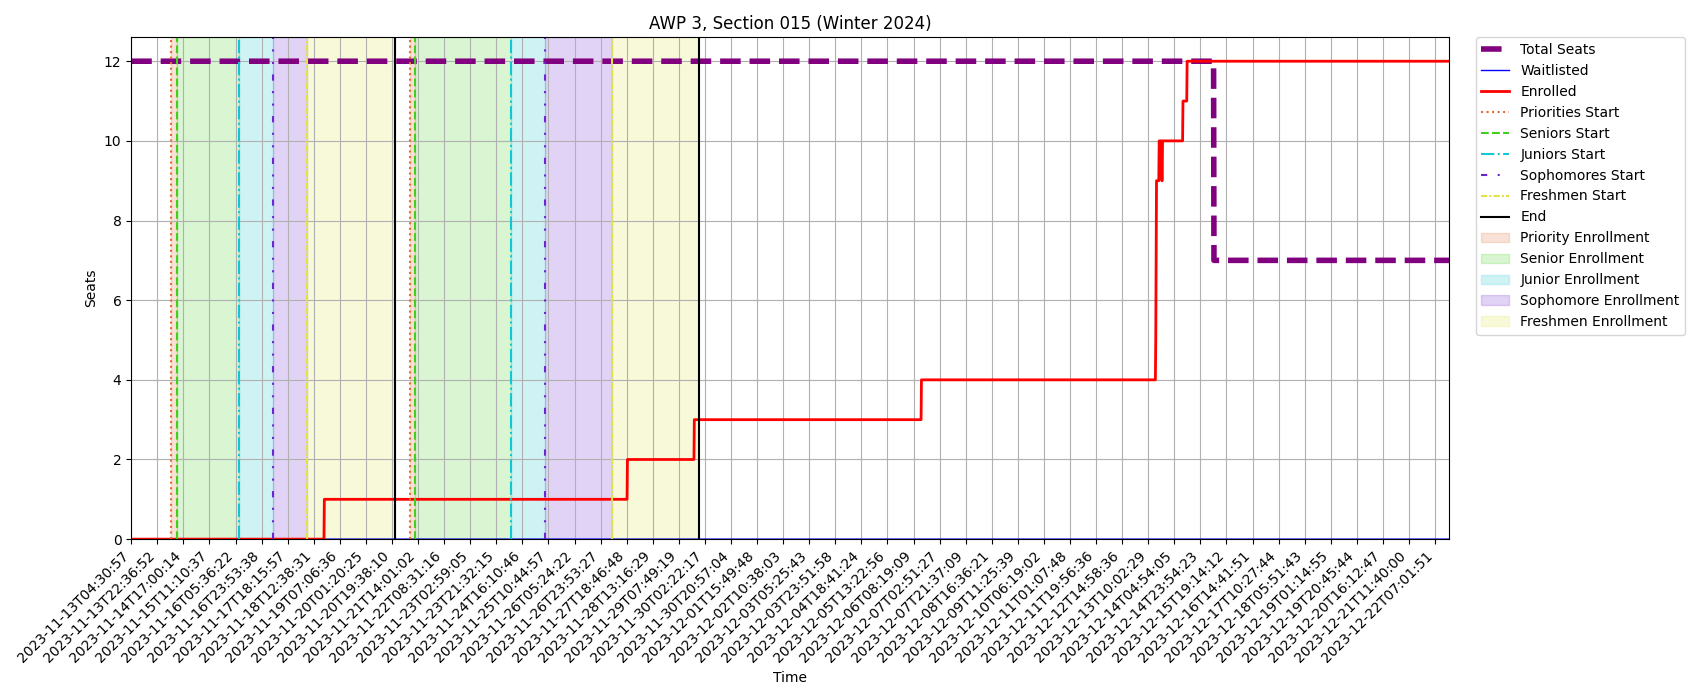 AWP 3, Section 015 (Winter 2024)
Seats
12
10
8
6
4
2
0
2023-11-13T04:30:57
2023-11-13T22:36:52
2023-11-14T17:00:14
2023-11-15T11:10:37
2023-11-16T05:36:22
2023-11-16T23:53:38
2023-11-17T18:15:57
2023-11-18T12:38:31
2023-11-19T07:06:36
2023-11-20T01:20:25
2023-11-20T19:38:10
2023-11-21T14:01:02
2023-11-22T08:31:16
2023-11-23T02:59:05
2023-11-23T21:32:15
2023-11-24T16:10:46
2023-11-25T10:44:57
2023-11-26T05:24:22
2023-11-26T23:53:27
2023-11-27T18:46:48
2023-11-28T13:16:29
2023-11-29T07:49:19
2023-11-30T02:22:17
2023-11-30T20:57:04
2023-12-01T15:49:48
2023-12-02T10:38:03
2023-12-03T05:25:43
2023-12-03T23:51:58
2023-12-04T18:41:24
2023-12-05T13:22:56
2023-12-06T08:19:09
2023-12-07T02:51:27
2023-12-07T21:37:09
2023-12-08T16:36:21
2023-12-09T11:25:39
2023-12-10T06:19:02
2023-12-11T01:07:48
2023-12-11T19:56:36
2023-12-12T14:58:36
2023-12-13T10:02:29
2023-12-14T04:54:05
2023-12-14T23:54:23
2023-12-15T19:14:12
2023-12-16T14:41:51
2023-12-17T10:27:44
2023-12-18T05:51:43
2023-12-19T01:14:55
2023-12-19T20:45:44
2023-12-20T16:12:47
2023-12-21T11:40:00
2023-12-22T07:01:51
Time
Total Seats
Waitlisted
Enrolled
Priorities Start
Seniors Start
Juniors Start
Sophomores Start
Freshmen Start
End
Priority Enrollment
Senior Enrollment
Junior Enrollment
Sophomore Enrollment
Freshmen Enrollment